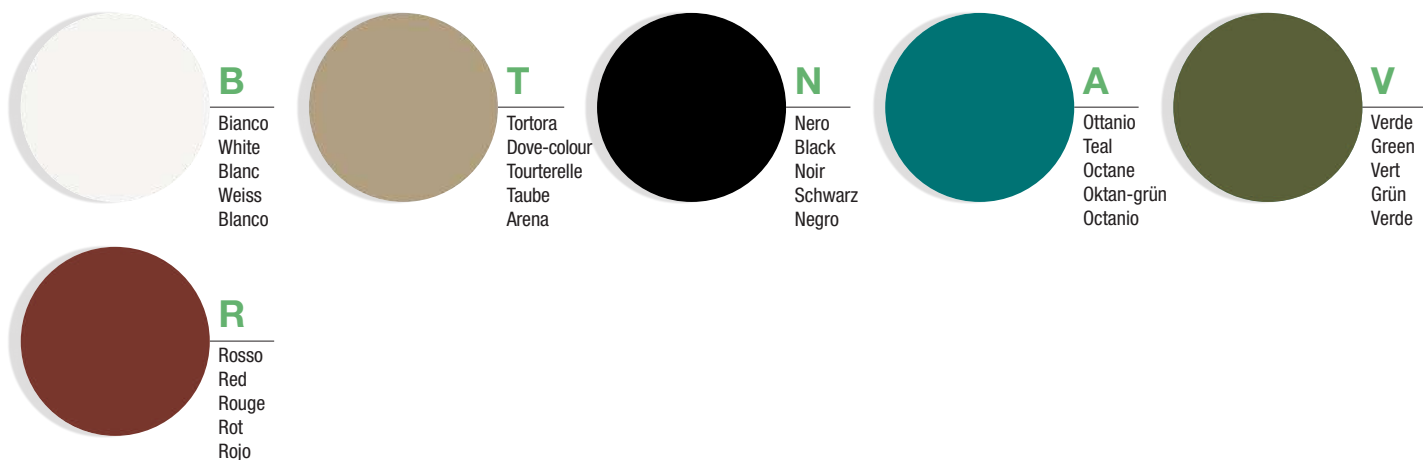 B
Bianco
White
Blanc
Weiss
Blanco
T
Tortora
Dove-colour
Tourterelle
Taube
Arena
N
Nero
Black
Noir
Schwarz
Negro
A
Ottanio
Teal
Octane
Oktan-grün
Octanio
V
Verde
Green
Vert
Grün
Verde
R
Rosso
Red
Rouge
Rot
Rojo